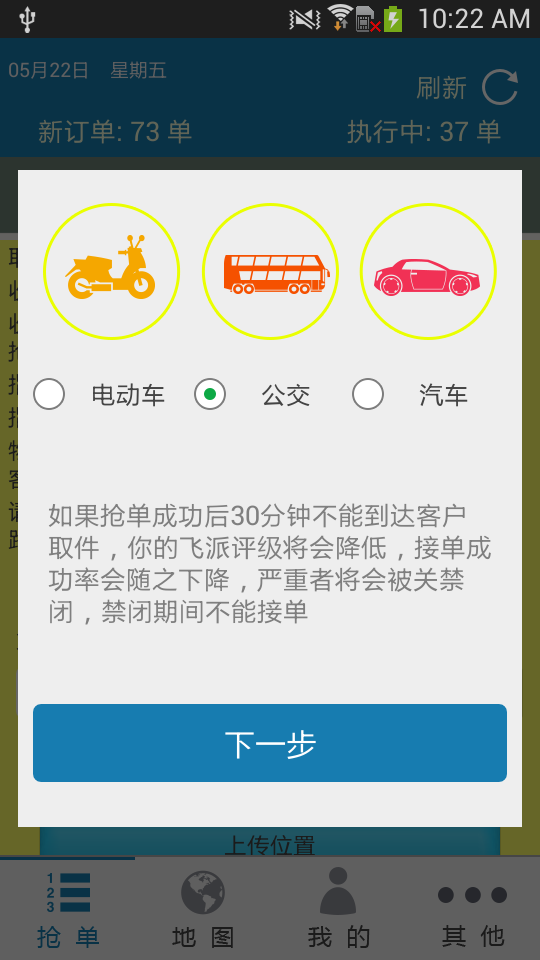 10:22 AM
05月22日 星期五
刷新
新订单: 73 单 执行中: 37 单
电动车 公交 汽车
如果抢单成功后30分钟不能到达客户
取件，你的飞派评级将会降低，接单成
功率会随之下降，严重者将会被关禁
闭，禁闭期间不能接单
下一步
上传位置
1
2
3
抢 单 地 图 我 的 其 他